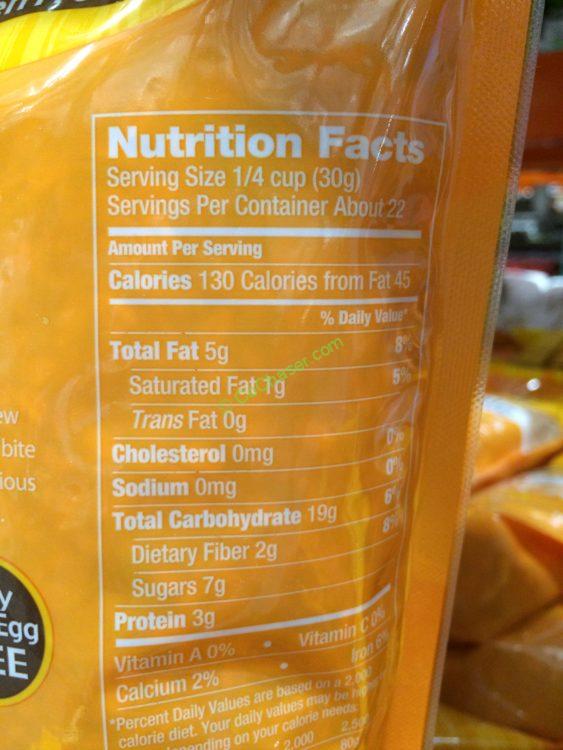 Nutrition Facts
Serving Size 1/4 cup (30g)
Servings Per Container About 22
Amount Per Serving
Calories 130 Calories from Fat 45
% Daily Value*
Total Fat 5g 8%
Saturated Fat 1g 5%
Trans Fat 0g
Cholesterol 0mg 0%
Sodium 0mg 0%
Total Carbohydrate 19g 6%
Dietary Fiber 2g 8%
Sugars 7g
Protein 3g
Vitamin A 0% • Vitamin C 0%
Calcium 2% • Iron 6%
*Percent Daily Values are based on a 2,000
calorie diet. Your daily values may be
depending on your calorie needs:
2,000 2,500
80g
ew
bite
ious
y
Egg
EE